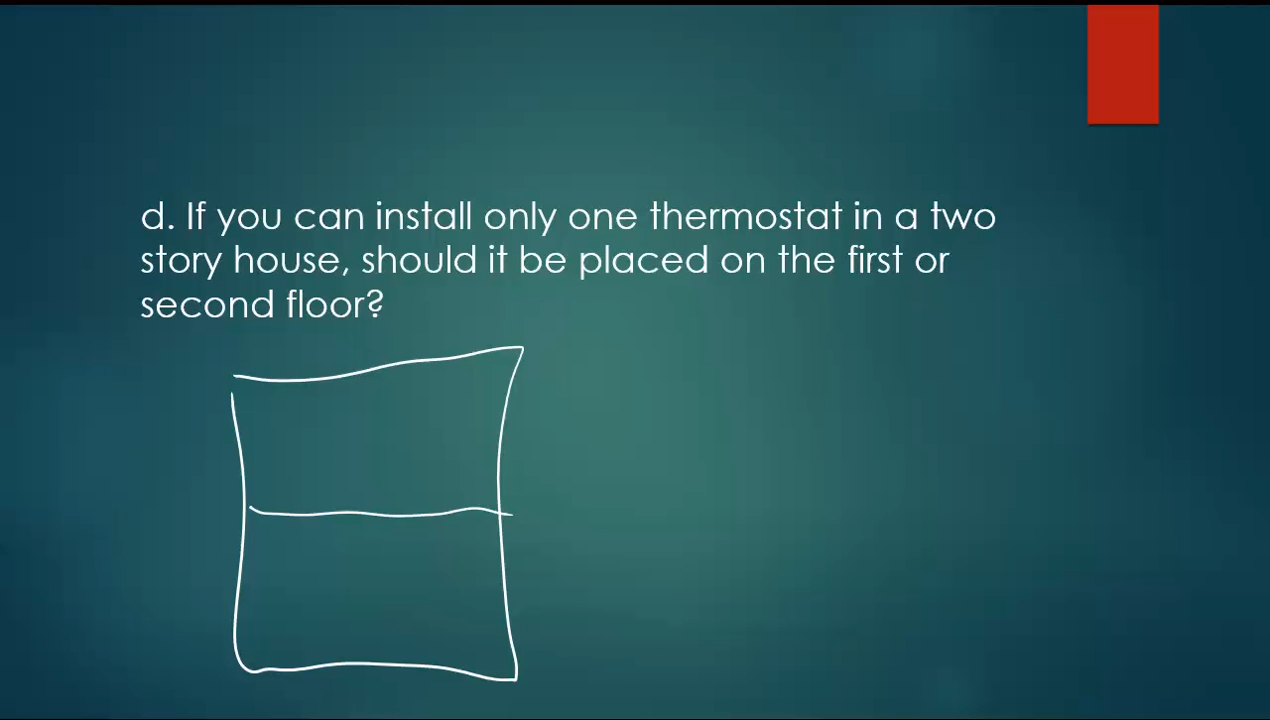 d. If you can install only one thermostat in a two
story house, should it be placed on the first or
second floor?